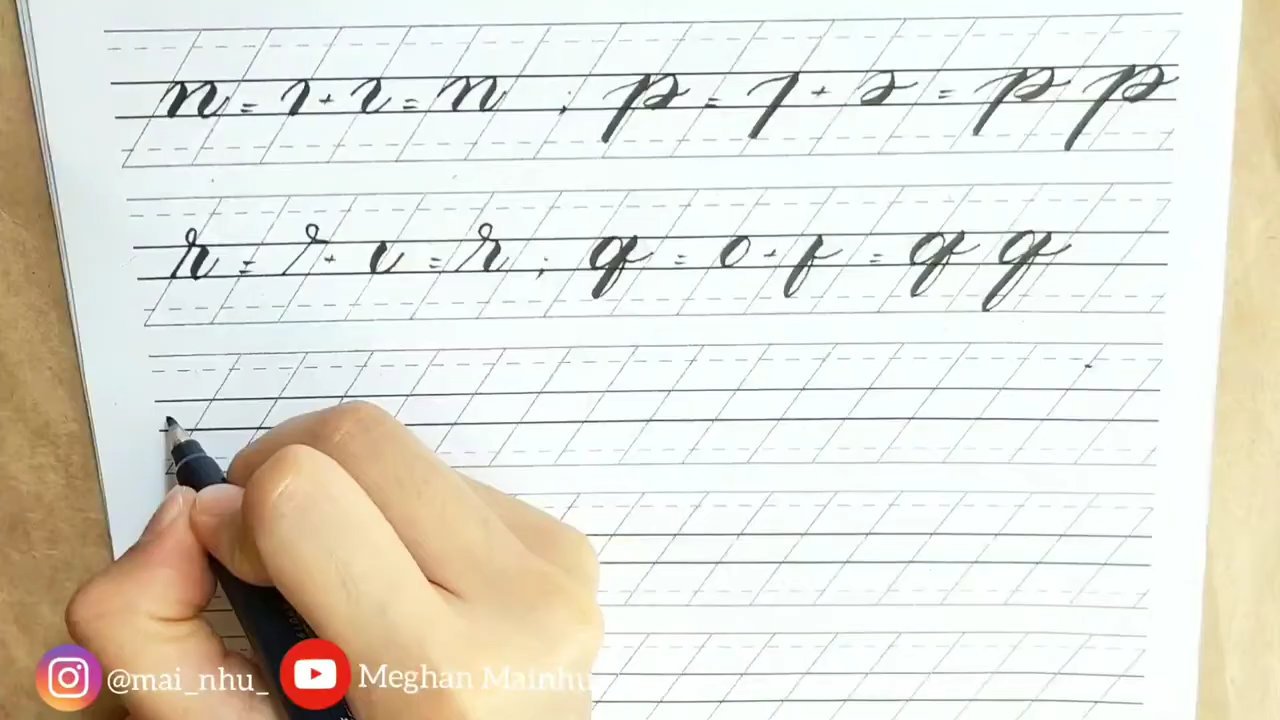 n = ı + ı = n ; p = ȷ + s = p p
r = r + ı = r ; q = o + ƒ = q q
@mai_nhu_ Meghan Mainhu